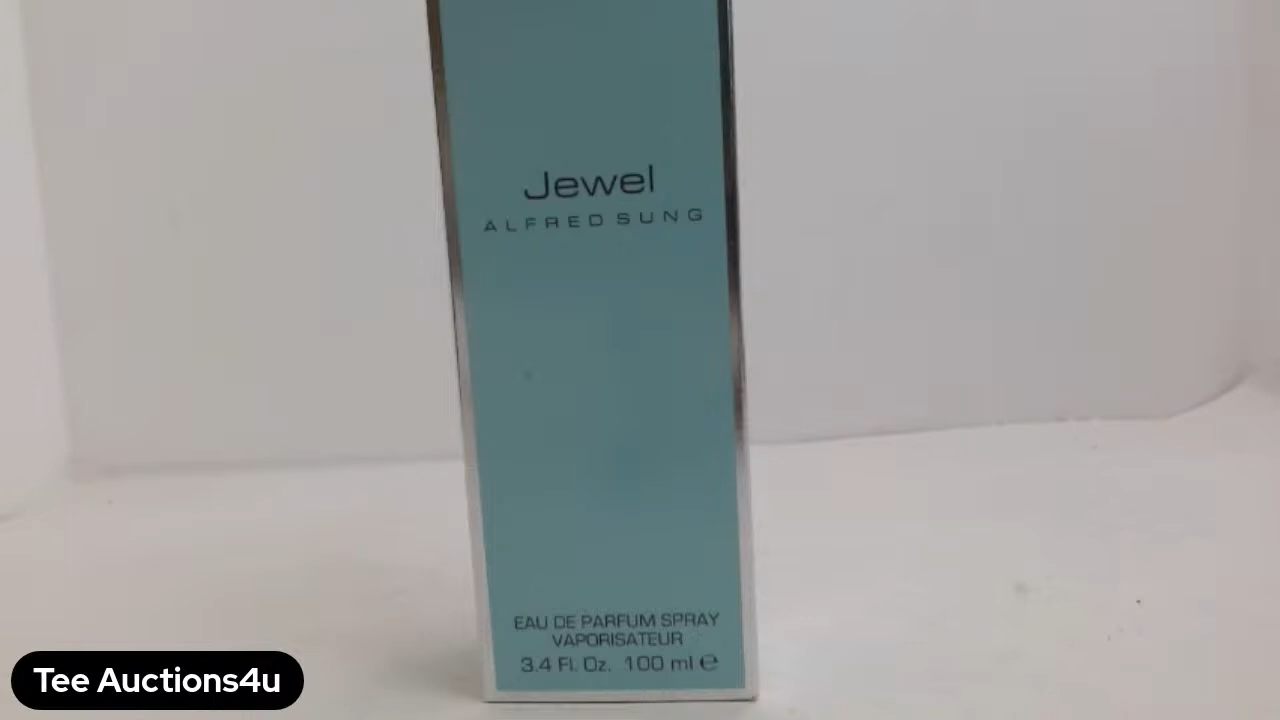 Jewel
ALFRED SUNG
EAU DE PARFUM SPRAY
VAPORISATEUR
3.4 Fl. Oz. 100 ml ℮
Tee Auctions4u